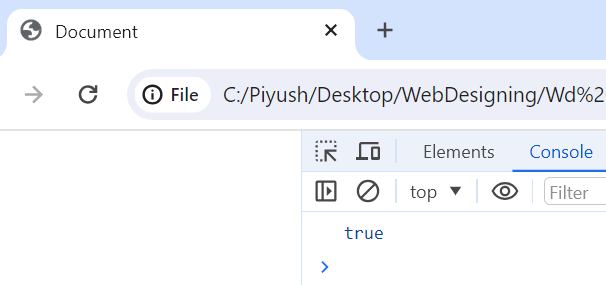 Document
File C:/Piyush/Desktop/WebDesigning/Wd%2
Elements Console
top Filter
true